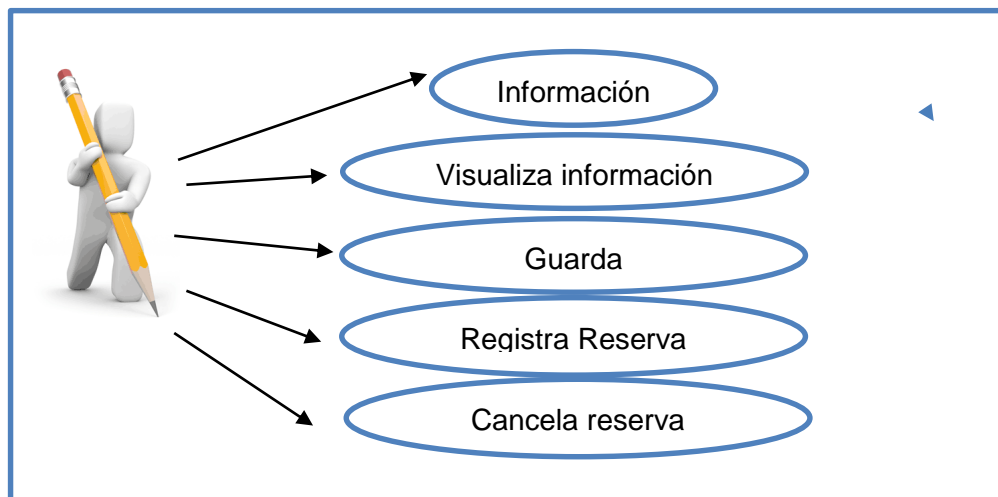 Información
Visualiza información
Guarda
Registra Reserva
Cancela reserva